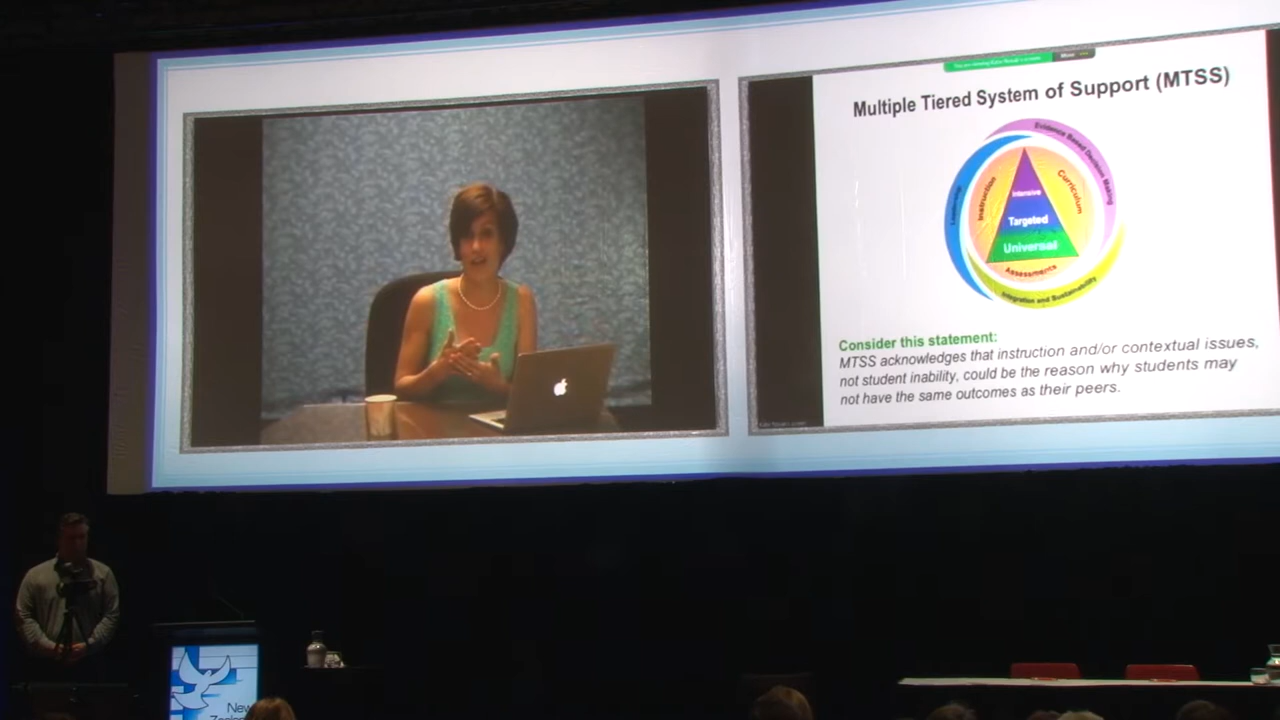 Multiple Tiered System of Support (MTSS)
Evidence Based Decision Making
Leadership
Instruction
Curriculum
Intensive
Targeted
Universal
Assessments
Integration and Sustainability
Consider this statement:
MTSS acknowledges that instruction and/or contextual issues,
not student inability, could be the reason why students may
not have the same outcomes as their peers.
New